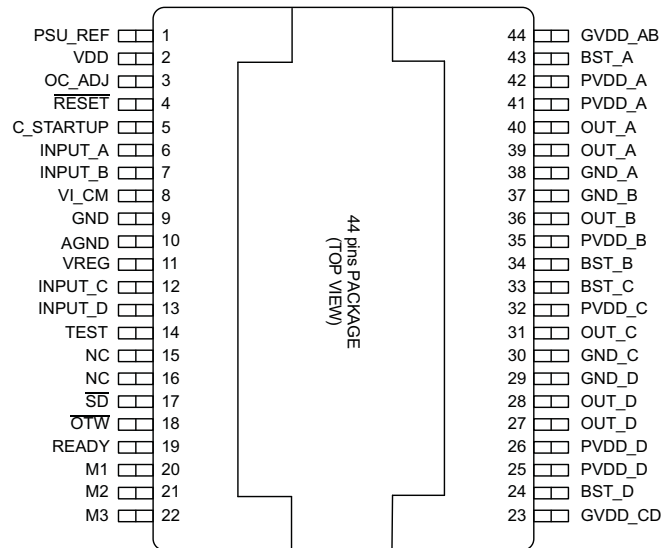 PSU_REF 1 44 GVDD_AB
VDD 2 43 BST_A
OC_ADJ 3 42 PVDD_A
RESET 4 41 PVDD_A
C_STARTUP 5 40 OUT_A
INPUT_A 6 39 OUT_A
INPUT_B 7 38 GND_A
VI_CM 8 37 GND_B
GND 9 36 OUT_B
AGND 10 35 PVDD_B
VREG 11 34 BST_B
INPUT_C 12 33 BST_C
INPUT_D 13 32 PVDD_C
TEST 14 31 OUT_C
NC 15 30 GND_C
NC 16 29 GND_D
SD 17 28 OUT_D
OTW 18 27 OUT_D
READY 19 26 PVDD_D
M1 20 25 PVDD_D
M2 21 24 BST_D
M3 22 23 GVDD_CD
44 pins PACKAGE
(TOP VIEW)